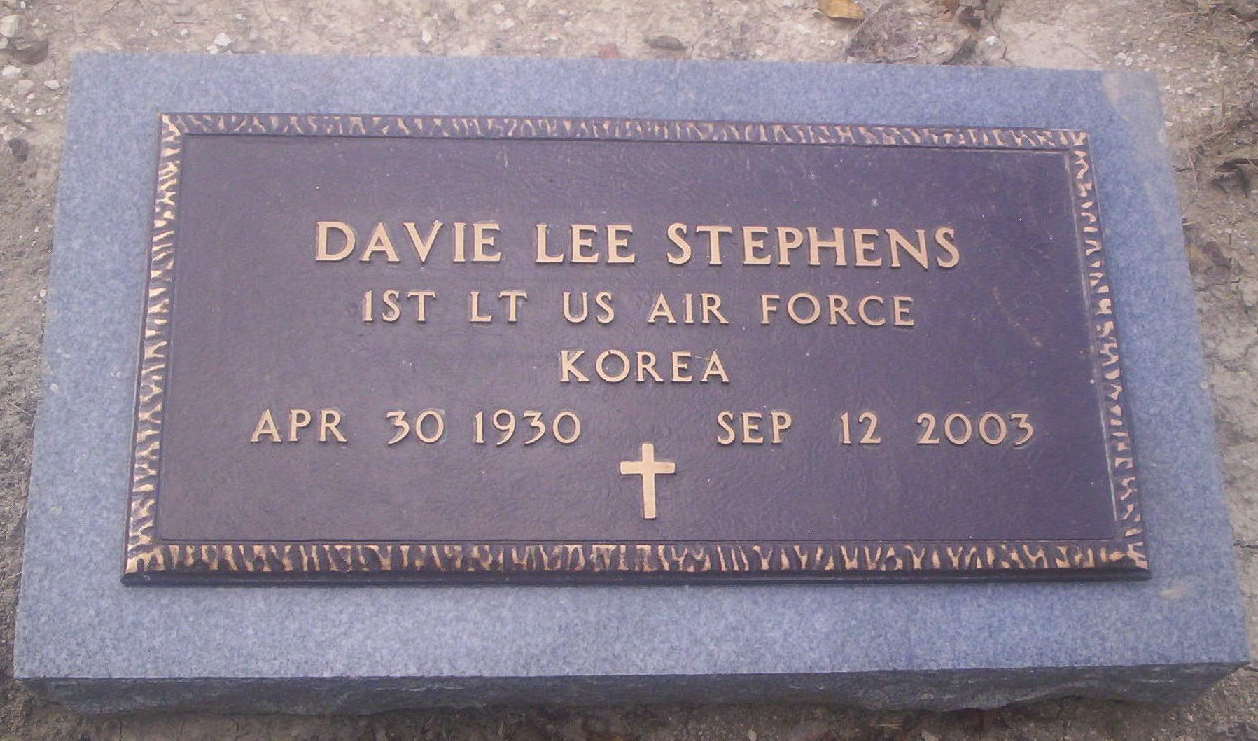 DAVIE LEE STEPHENS
1ST LT US AIR FORCE
KOREA
APR 30 1930 SEP 12 2003